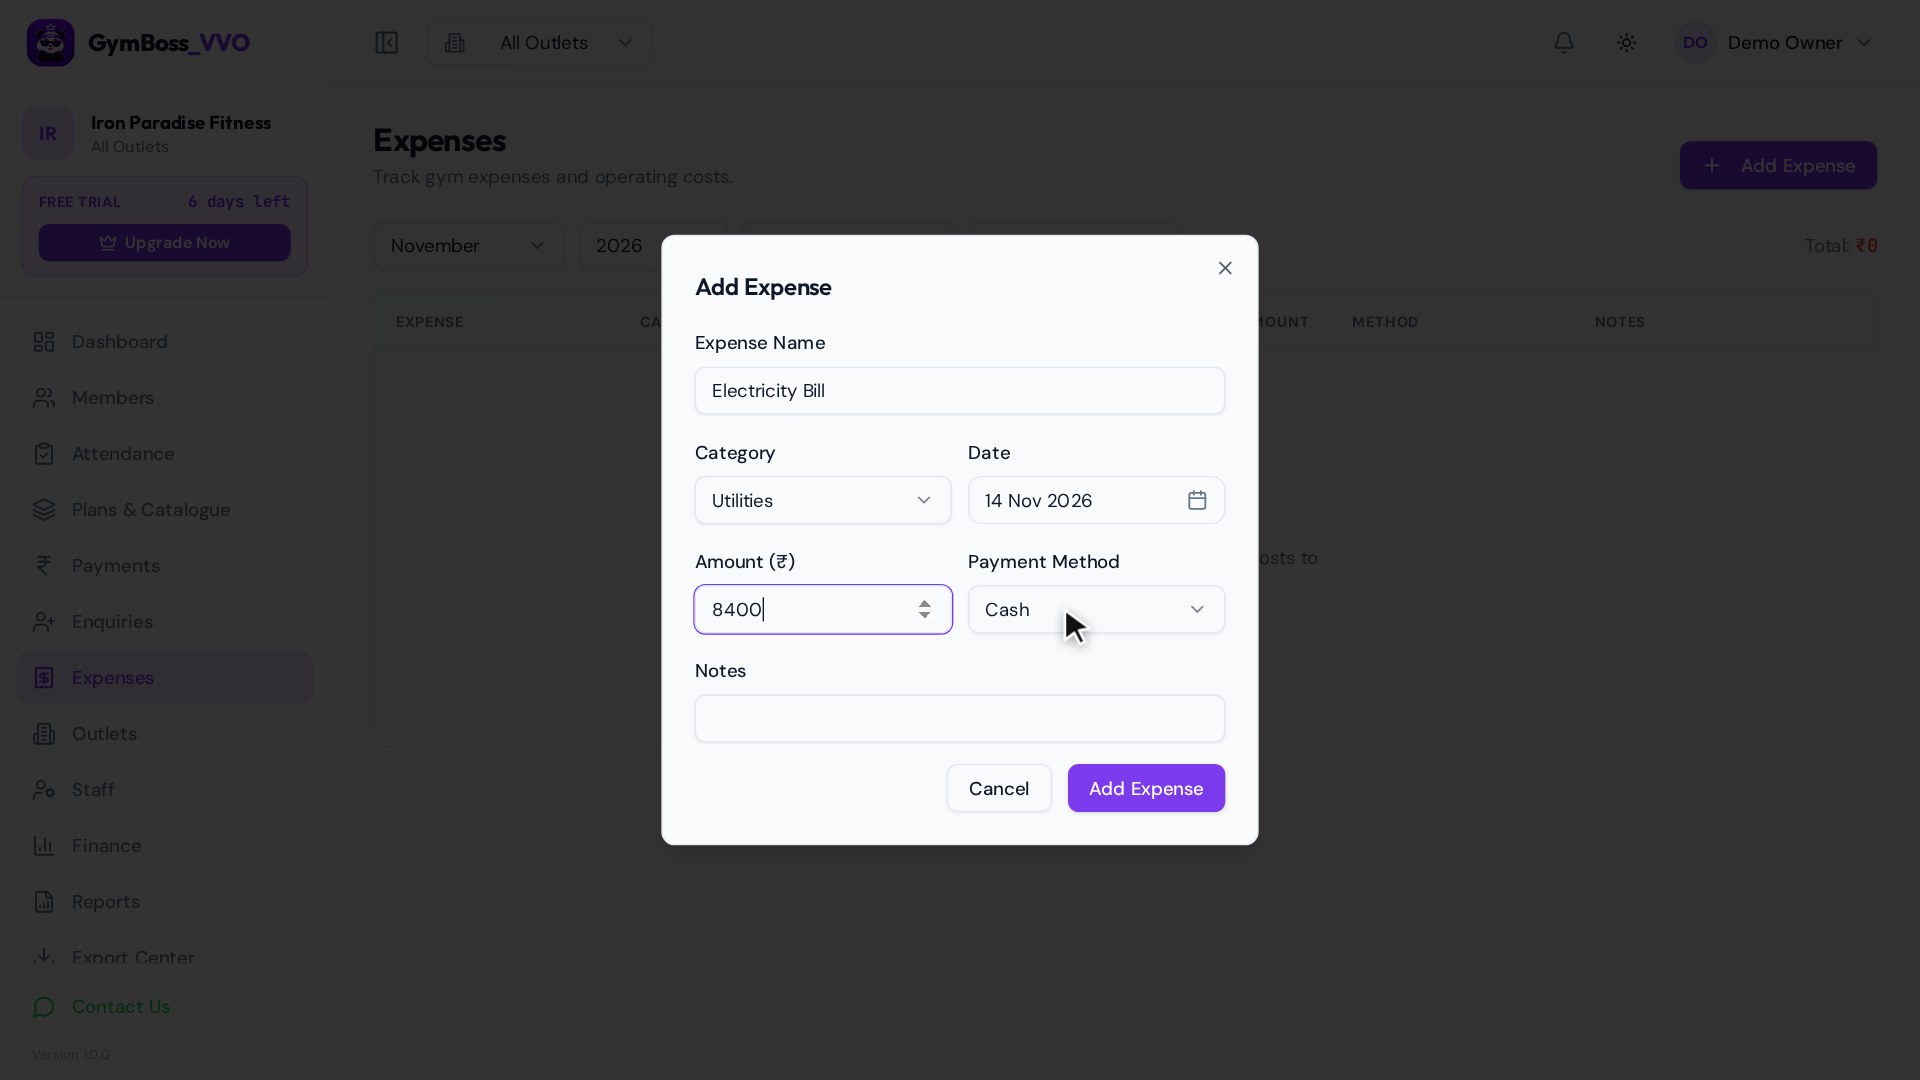 GymBoss_VVO
All Outlets
DO Demo Owner
IR
Iron Paradise Fitness
All Outlets
FREE TRIAL 6 days left
Upgrade Now
Dashboard
Members
Attendance
Plans & Catalogue
Payments
Enquiries
Expenses
Outlets
Staff
Finance
Reports
Export Center
Contact Us
Version 1.0.0
Expenses
Track gym expenses and operating costs.
+ Add Expense
November
2026
Total: ₹0
EXPENSE
METHOD
NOTES
osts to
Add Expense
Expense Name
Electricity Bill
Category
Date
Utilities
14 Nov 2026
Amount (₹)
Payment Method
8400
Cash
Notes
Cancel
Add Expense